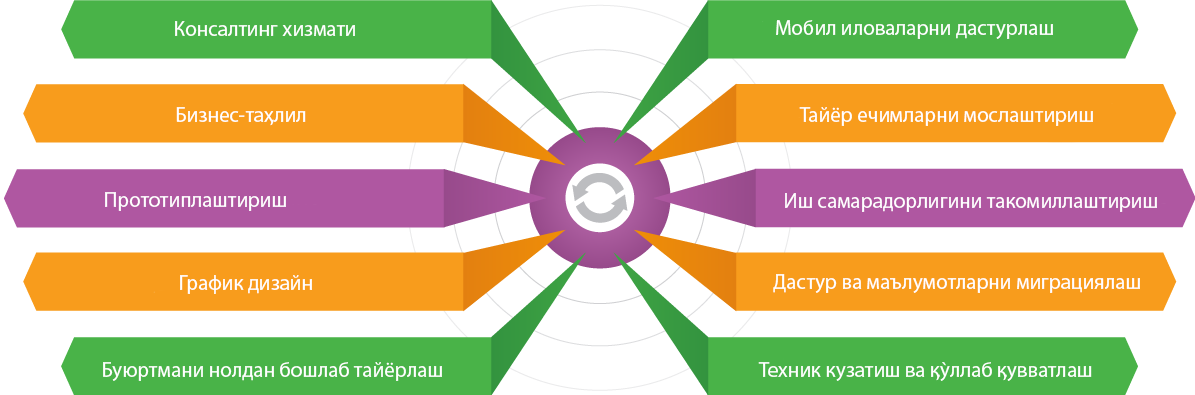 Консалтинг хизмати
Мобил иловаларни дастурлаш
Бизнес-таҳлил
Тайёр ечимларни мослаштириш
Прототиплаштириш
Иш самарадорлигини такомиллаштириш
График дизайн
Дастур ва маълумотларни миграциялаш
Буюртмани нолдан бошлаб тайёрлаш
Техник кузатиш ва қўллаб қувватлаш